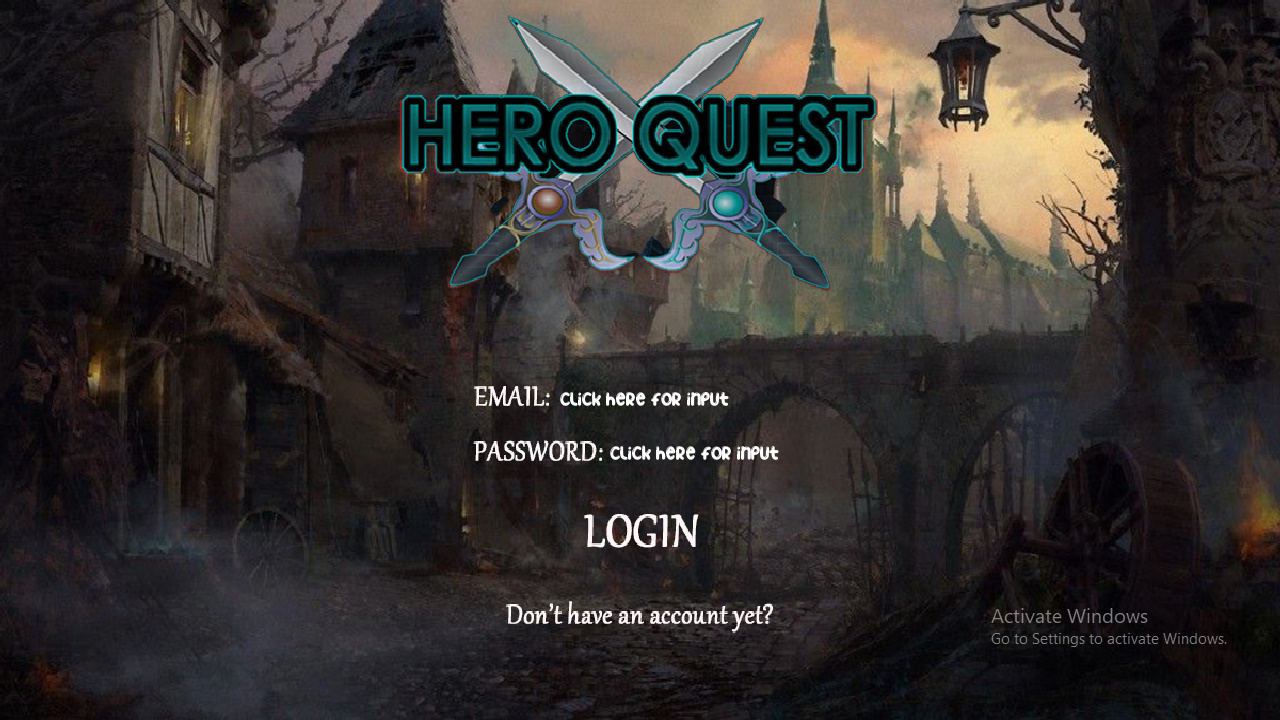 HERO QUEST
EMAIL: click here for input
PASSWORD: click here for input
LOGIN
Don't have an account yet?
Activate Windows
Go to Settings to activate Windows.